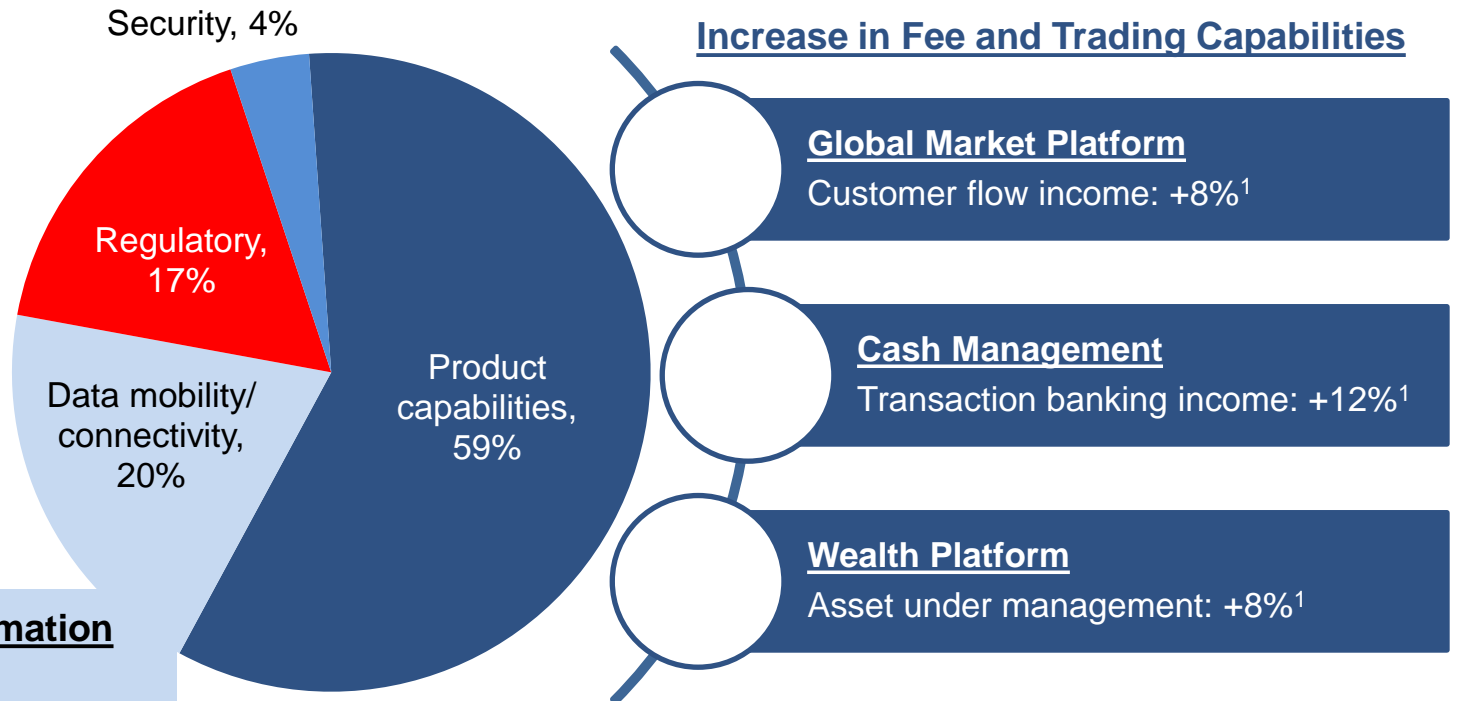 Security, 4%
Regulatory,
17%
Data mobility/
connectivity,
20%
Product
capabilities,
59%
Increase in Fee and Trading Capabilities
Global Market Platform
Customer flow income: +8%¹
Cash Management
Transaction banking income: +12%¹
Wealth Platform
Asset under management: +8%¹